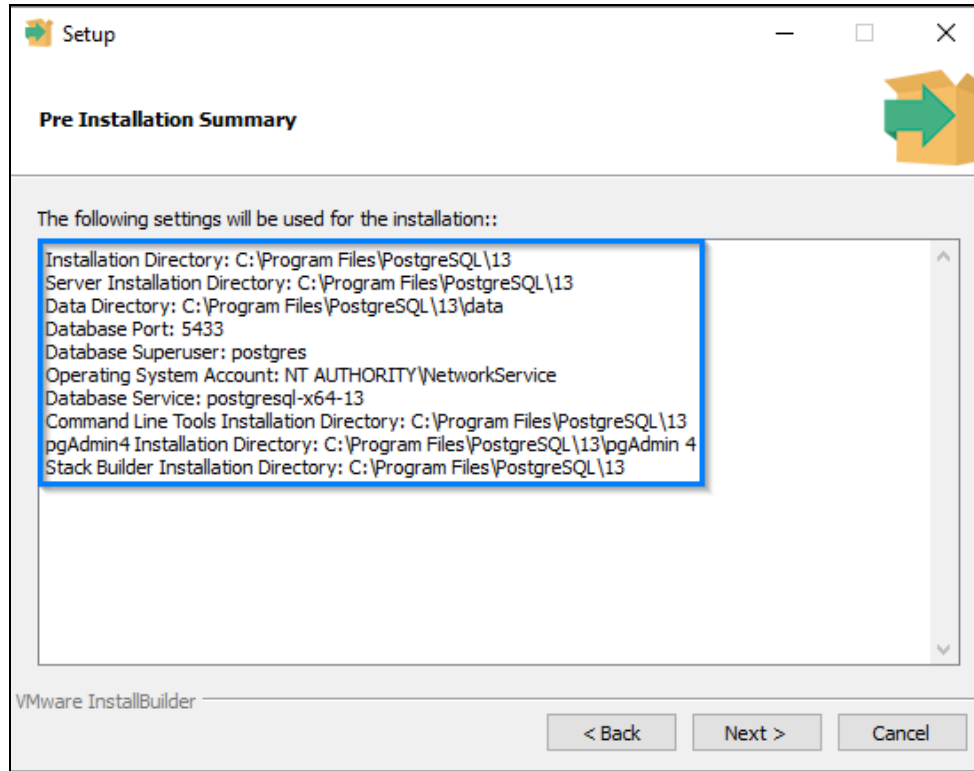 Setup
Pre Installation Summary
The following settings will be used for the installation::
Installation Directory: C:\Program Files\PostgreSQL\13
Server Installation Directory: C:\Program Files\PostgreSQL\13
Data Directory: C:\Program Files\PostgreSQL\13\data
Database Port: 5433
Database Superuser: postgres
Operating System Account: NT AUTHORITY\NetworkService
Database Service: postgresql-x64-13
Command Line Tools Installation Directory: C:\Program Files\PostgreSQL\13
pgAdmin4 Installation Directory: C:\Program Files\PostgreSQL\13\pgAdmin 4
Stack Builder Installation Directory: C:\Program Files\PostgreSQL\13
VMware InstallBuilder
< Back Next > Cancel